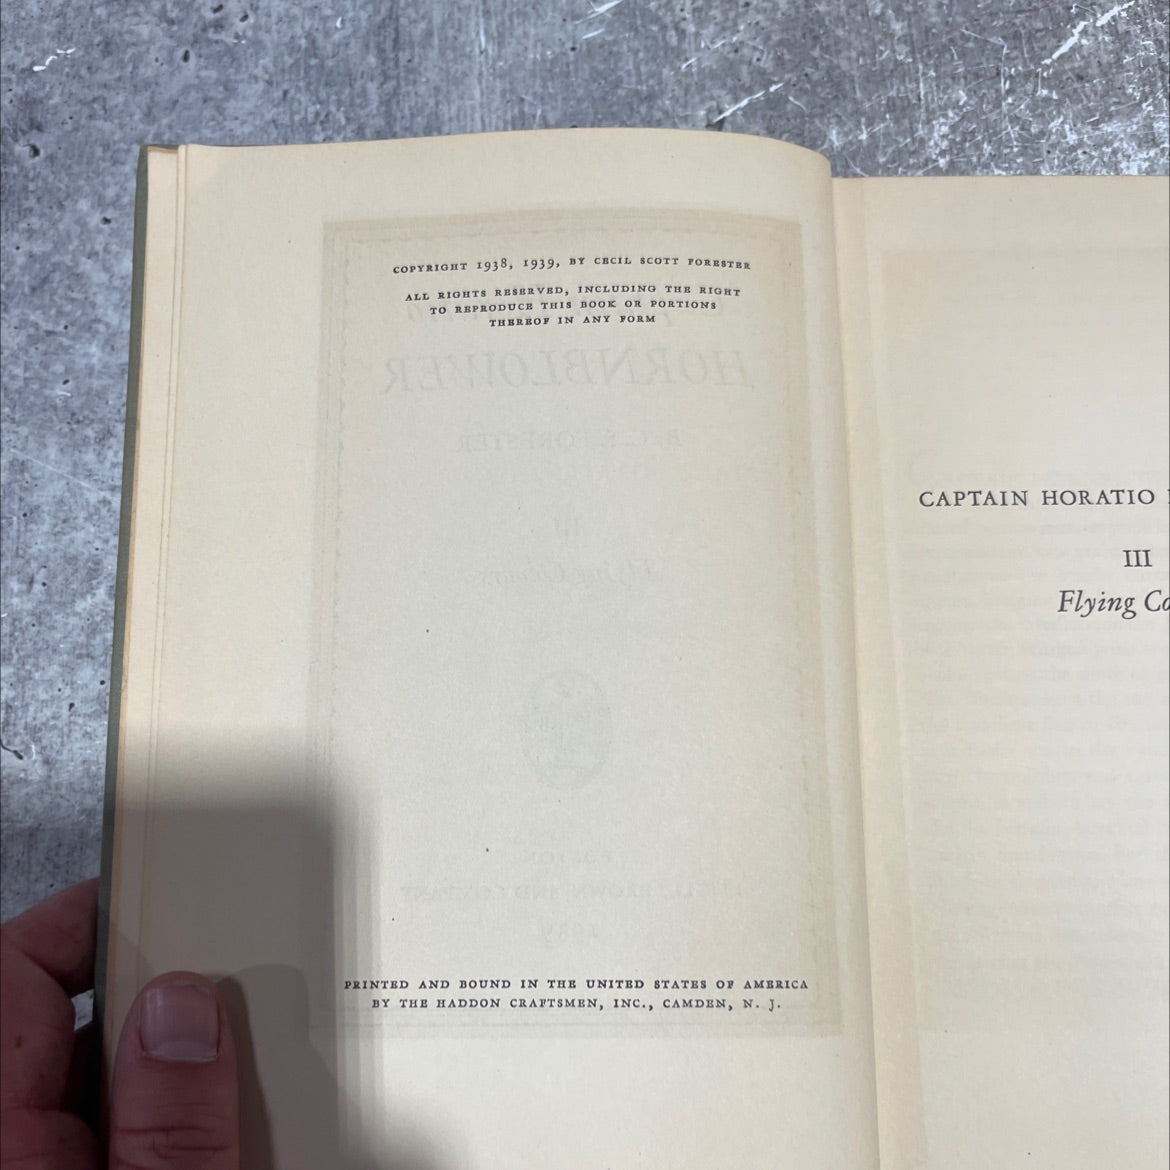 COPYRIGHT 1938, 1939, BY CECIL SCOTT FORESTER
ALL RIGHTS RESERVED, INCLUDING THE RIGHT
TO REPRODUCE THIS BOOK OR PORTIONS
THEREOF IN ANY FORM
PRINTED AND BOUND IN THE UNITED STATES OF AMERICA
BY THE HADDON CRAFTSMEN, INC., CAMDEN, N. J.
CAPTAIN HORATIO
III
Flying